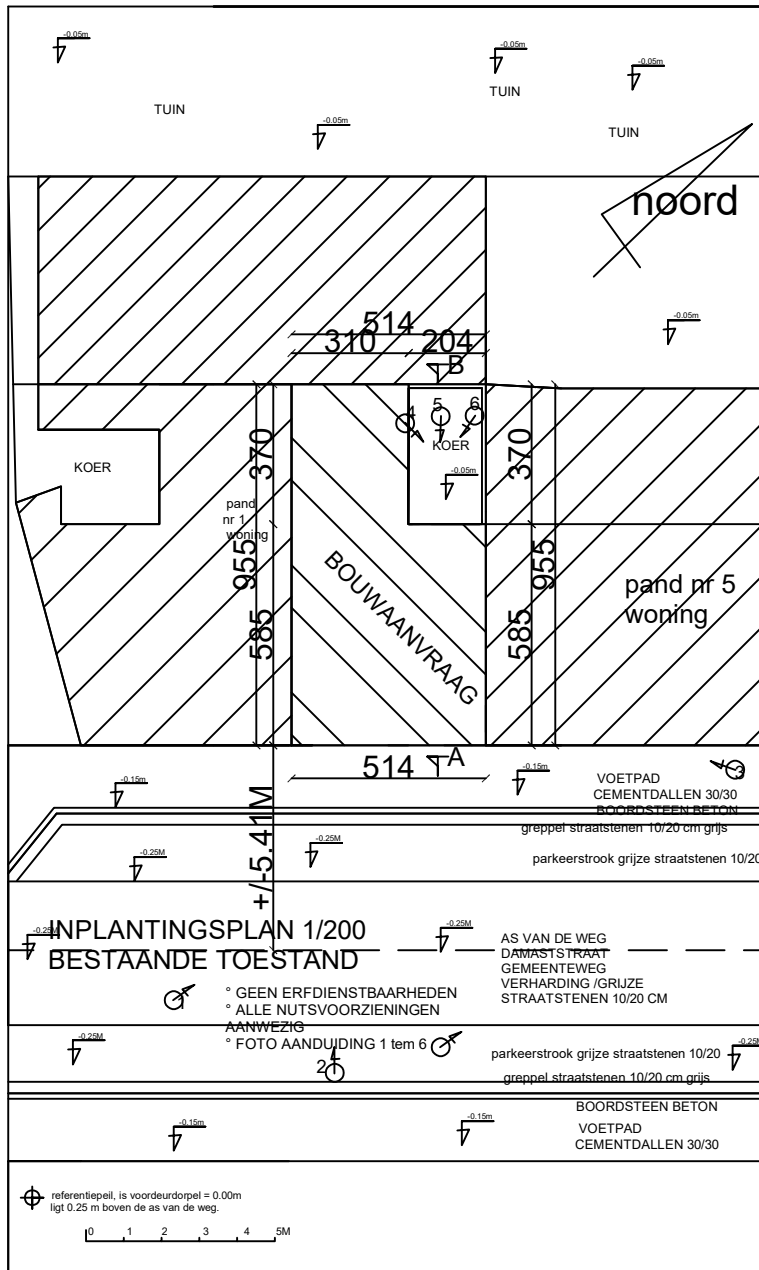 -0.05m
-0.05m
-0.05m
TUIN
TUIN
-0.05m
TUIN
noord
-0.05m
514
310
204
B
4
5
6
KOER
370
370
KOER
-0.05m
pand
nr 1
woning
955
955
BOUWAANVRAAG
pand nr 5
woning
585
585
514
A
3
-0.15m
-0.15m
VOETPAD
CEMENTDALLEN 30/30
BOORDSTEEN BETON
greppel straatstenen 10/20 cm grijs
+/-5.41M
-0.25M
-0.25M
parkeerstrook grijze straatstenen 10/20
INPLANTINGSPLAN 1/200
BESTAANDE TOESTAND
-0.25M
-0.25M
AS VAN DE WEG
DAMASTSTRAAT
GEMEENTEWEG
VERHARDING /GRIJZE
STRAATSTENEN 10/20 CM
1
° GEEN ERFDIENSTBAARHEDEN
° ALLE NUTSVOORZIENINGEN
AANWEZIG
° FOTO AANDUIDING 1 tem 6
-0.25M
2
parkeerstrook grijze straatstenen 10/20
-0.25M
greppel straatstenen 10/20 cm grijs
BOORDSTEEN BETON
-0.15m
-0.15m
VOETPAD
CEMENTDALLEN 30/30
referentiepeil, is voordeurdorpel = 0.00m
ligt 0.25 m boven de as van de weg.
0 1 2 3 4 5M